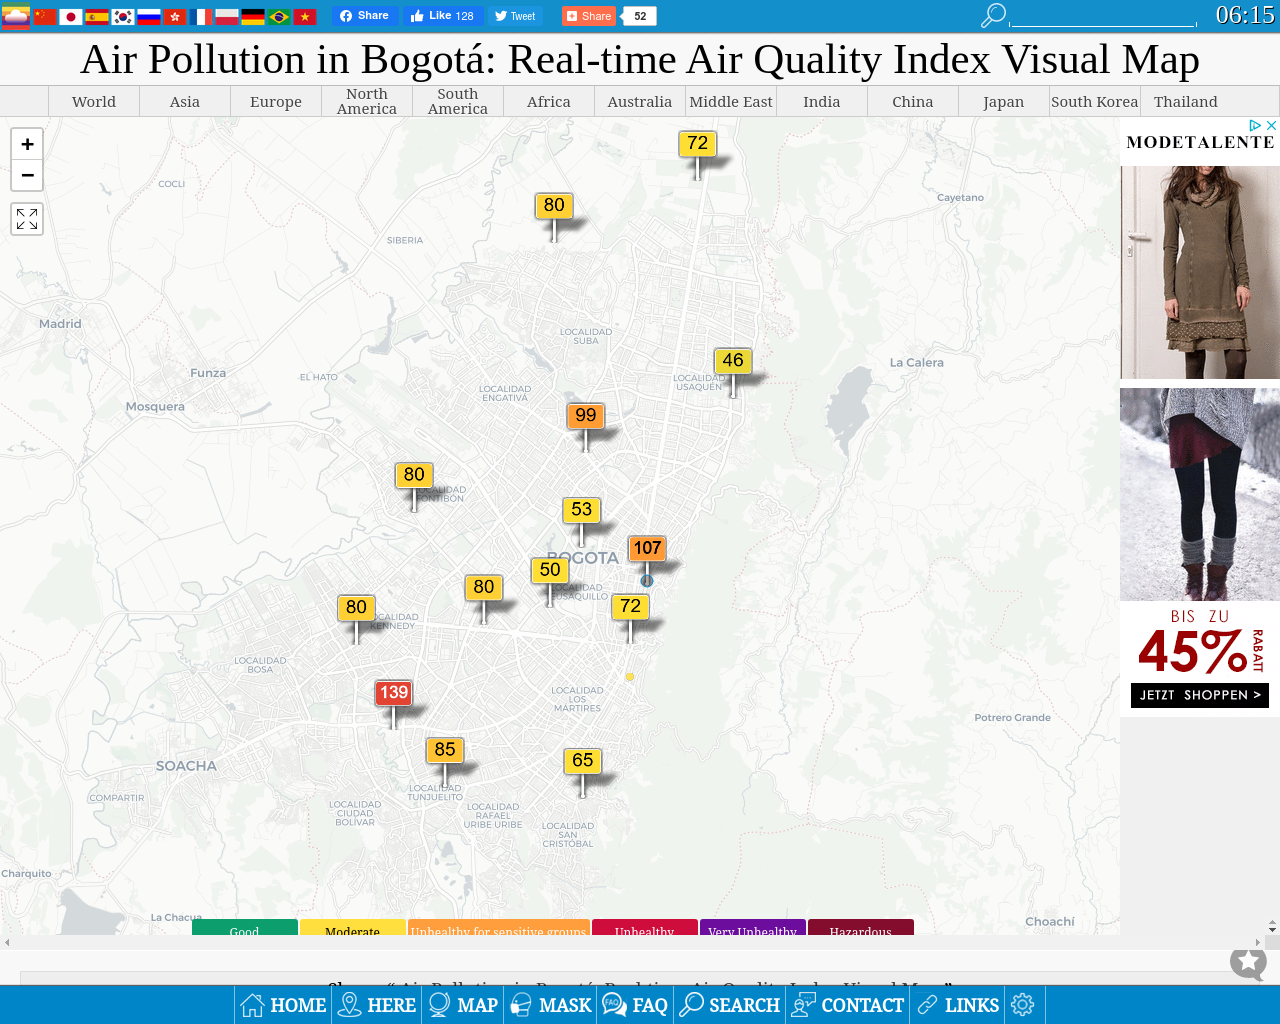 Share
Like 128
Tweet
Share
52
06:15
Air Pollution in Bogotá: Real-time Air Quality Index Visual Map
World
Asia
Europe
North America
South America
Africa
Australia
Middle East
India
China
Japan
South Korea
Thailand
+
−
72
COCLI
80
Cayetano
SIBERIA
Madrid
LOCALIDAD
SUBA
46
La Calera
Funza
EL HATO
LOCALIDAD
USAQUÉN
LOCALIDAD
ENGATIVÁ
Mosquera
99
80
LOCALIDAD
FONTIBÓN
53
107
BOGOTA
50
80
LOCALIDAD
80
72
LOCALIDAD
KENNEDY
LOCALIDAD
BOSA
139
LOCALIDAD
LOS
MÁRTIRES
Potrero Grande
85
65
SOACHA
LOCALIDAD
TUNJUELITO
COMPARTIR
LOCALIDAD
CIUDAD
BOLÍVAR
LOCALIDAD
RAFAEL
URIBE URIBE
LOCALIDAD
SAN
CRISTÓBAL
Charquito
La Chacua
Choachí
Good
Moderate
Unhealthy for sensitive groups
Unhealthy
Very Unhealthy
Hazardous
MODETALENTE
BIS ZU
45%
RABATT
JETZT SHOPPEN >
HOME
HERE
MAP
MASK
FAQ
FAQ
SEARCH
CONTACT
LINKS